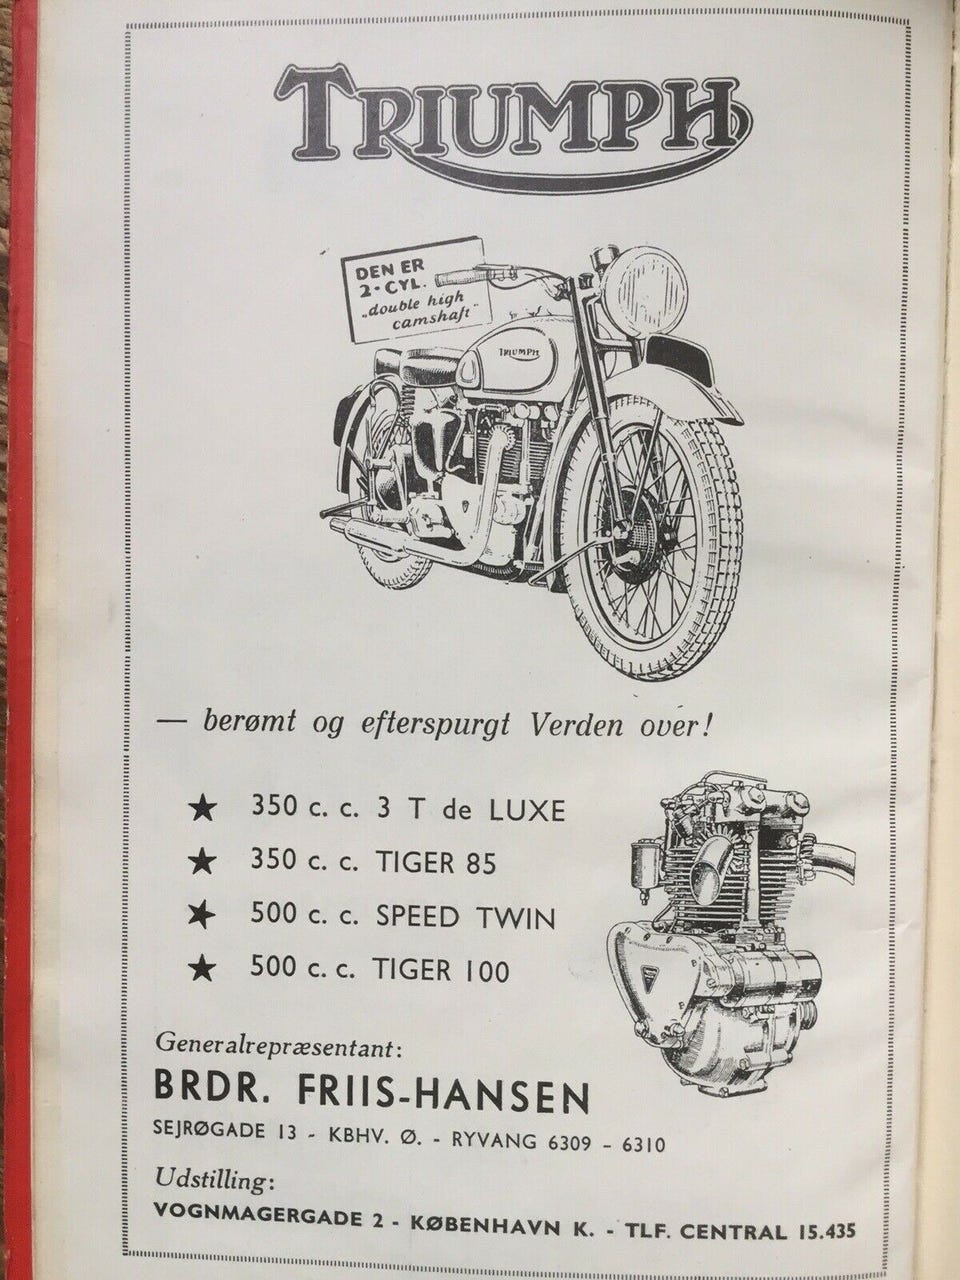 TRIUMPH
DEN ER
2-CYL.
„double high
camshaft"
TRIUMPH
— berømt og efterspurgt Verden over!
★ 350 c. c. 3 T de LUXE
★ 350 c. c. TIGER 85
★ 500 c. c. SPEED TWIN
★ 500 c. c. TIGER 100
Generalrepræsentant:
BRDR. FRIIS-HANSEN
SEJRØGADE 13 - KBHV. Ø. - RYVANG 6309 - 6310
Udstilling:
VOGNMAGERGADE 2 - KØBENHAVN K. - TLF. CENTRAL 15.435